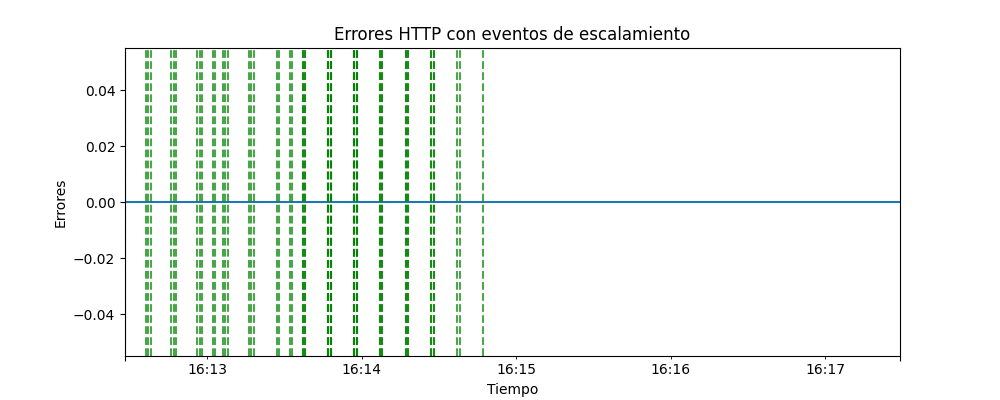 Errores HTTP con eventos de escalamiento
Errores
0.04
0.02
0.00
−0.02
−0.04
16:13 16:14 16:15 16:16 16:17
Tiempo